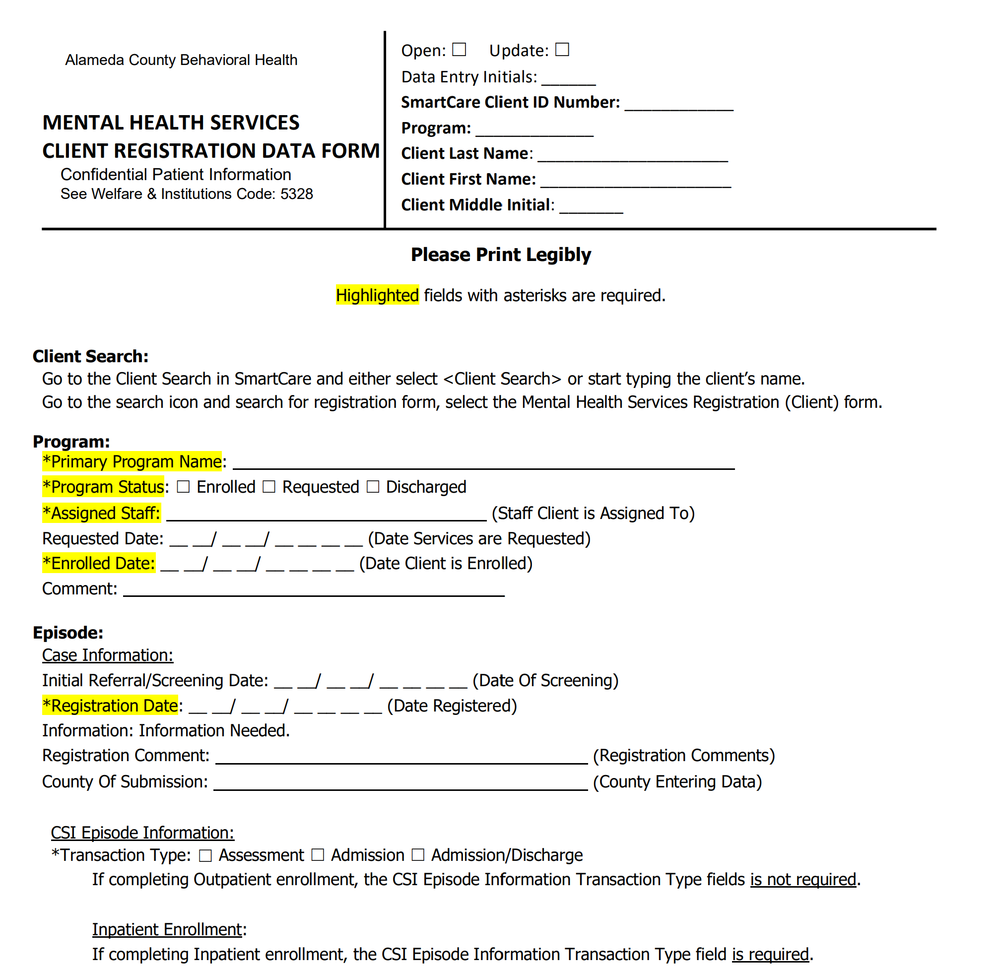 Alameda County Behavioral Health
MENTAL HEALTH SERVICES
CLIENT REGISTRATION DATA FORM
Confidential Patient Information
See Welfare & Institutions Code: 5328
Open: ☐ Update: ☐
Data Entry Initials: ______
SmartCare Client ID Number: ____________
Program: _____________
Client Last Name: _____________________
Client First Name: _____________________
Client Middle Initial: _______
Please Print Legibly
Highlighted fields with asterisks are required.
Client Search:
Go to the Client Search in SmartCare and either select <Client Search> or start typing the client’s name.
Go to the search icon and search for registration form, select the Mental Health Services Registration (Client) form.
Program:
*Primary Program Name: ____________________
*Program Status: ☐ Enrolled ☐ Requested ☐ Discharged
*Assigned Staff: ____________________ (Staff Client is Assigned To)
Requested Date: __ __/ __ __/ __ __ __ __ (Date Services are Requested)
*Enrolled Date: __ __/ __ __/ __ __ __ __ (Date Client is Enrolled)
Comment: ____________________
Episode:
Case Information:
Initial Referral/Screening Date: __ __/ __ __/ __ __ __ __ (Date Of Screening)
*Registration Date: __ __/ __ __/ __ __ __ __ (Date Registered)
Information: Information Needed.
Registration Comment: ____________________ (Registration Comments)
County Of Submission: ____________________ (County Entering Data)
CSI Episode Information:
*Transaction Type: ☐ Assessment ☐ Admission ☐ Admission/Discharge
If completing Outpatient enrollment, the CSI Episode Information Transaction Type fields is not required.
Inpatient Enrollment:
If completing Inpatient enrollment, the CSI Episode Information Transaction Type field is required.